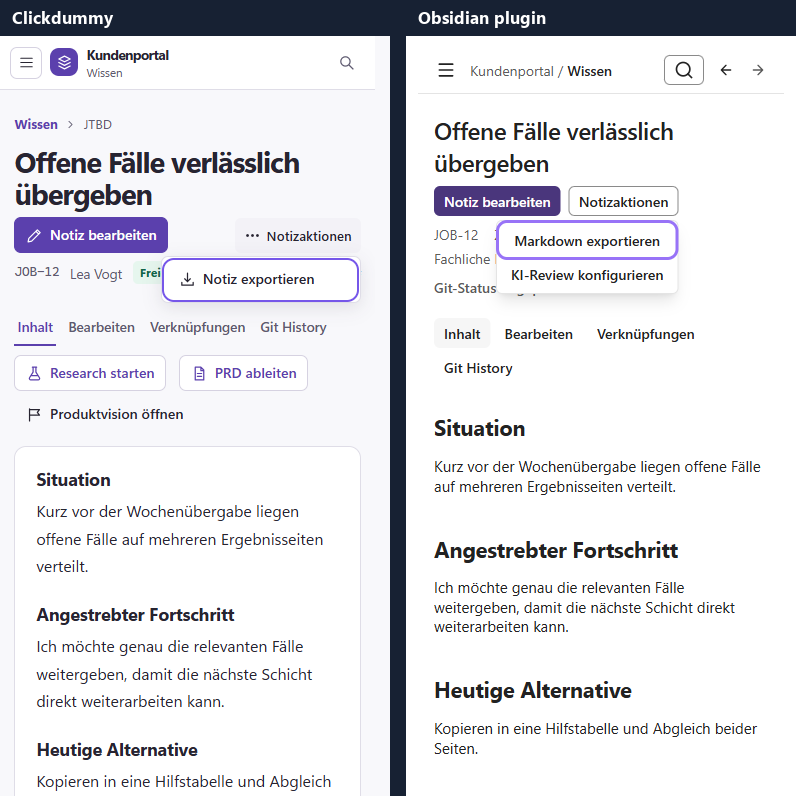 Clickdummy
Kundenportal
Wissen
Wissen > JTBD
Offene Fälle verlässlich
übergeben
Notiz bearbeiten
··· Notizaktionen
JOB-12 Lea Vogt Frei
Notiz exportieren
Inhalt Bearbeiten Verknüpfungen Git History
Research starten PRD ableiten
Produktvision öffnen
Situation
Kurz vor der Wochenübergabe liegen
offene Fälle auf mehreren Ergebnisseiten
verteilt.
Angestrebter Fortschritt
Ich möchte genau die relevanten Fälle
weitergeben, damit die nächste Schicht
direkt weiterarbeiten kann.
Heutige Alternative
Kopieren in eine Hilfstabelle und Abgleich
Obsidian plugin
Kundenportal / Wissen
Offene Fälle verlässlich
übergeben
Notiz bearbeiten Notizaktionen
JOB-12
Markdown exportieren
Fachliche
KI-Review konfigurieren
Git-Status
Inhalt Bearbeiten Verknüpfungen
Git History
Situation
Kurz vor der Wochenübergabe liegen offene Fälle
auf mehreren Ergebnisseiten verteilt.
Angestrebter Fortschritt
Ich möchte genau die relevanten Fälle
weitergeben, damit die nächste Schicht direkt
weiterarbeiten kann.
Heutige Alternative
Kopieren in eine Hilfstabelle und Abgleich beider
Seiten.